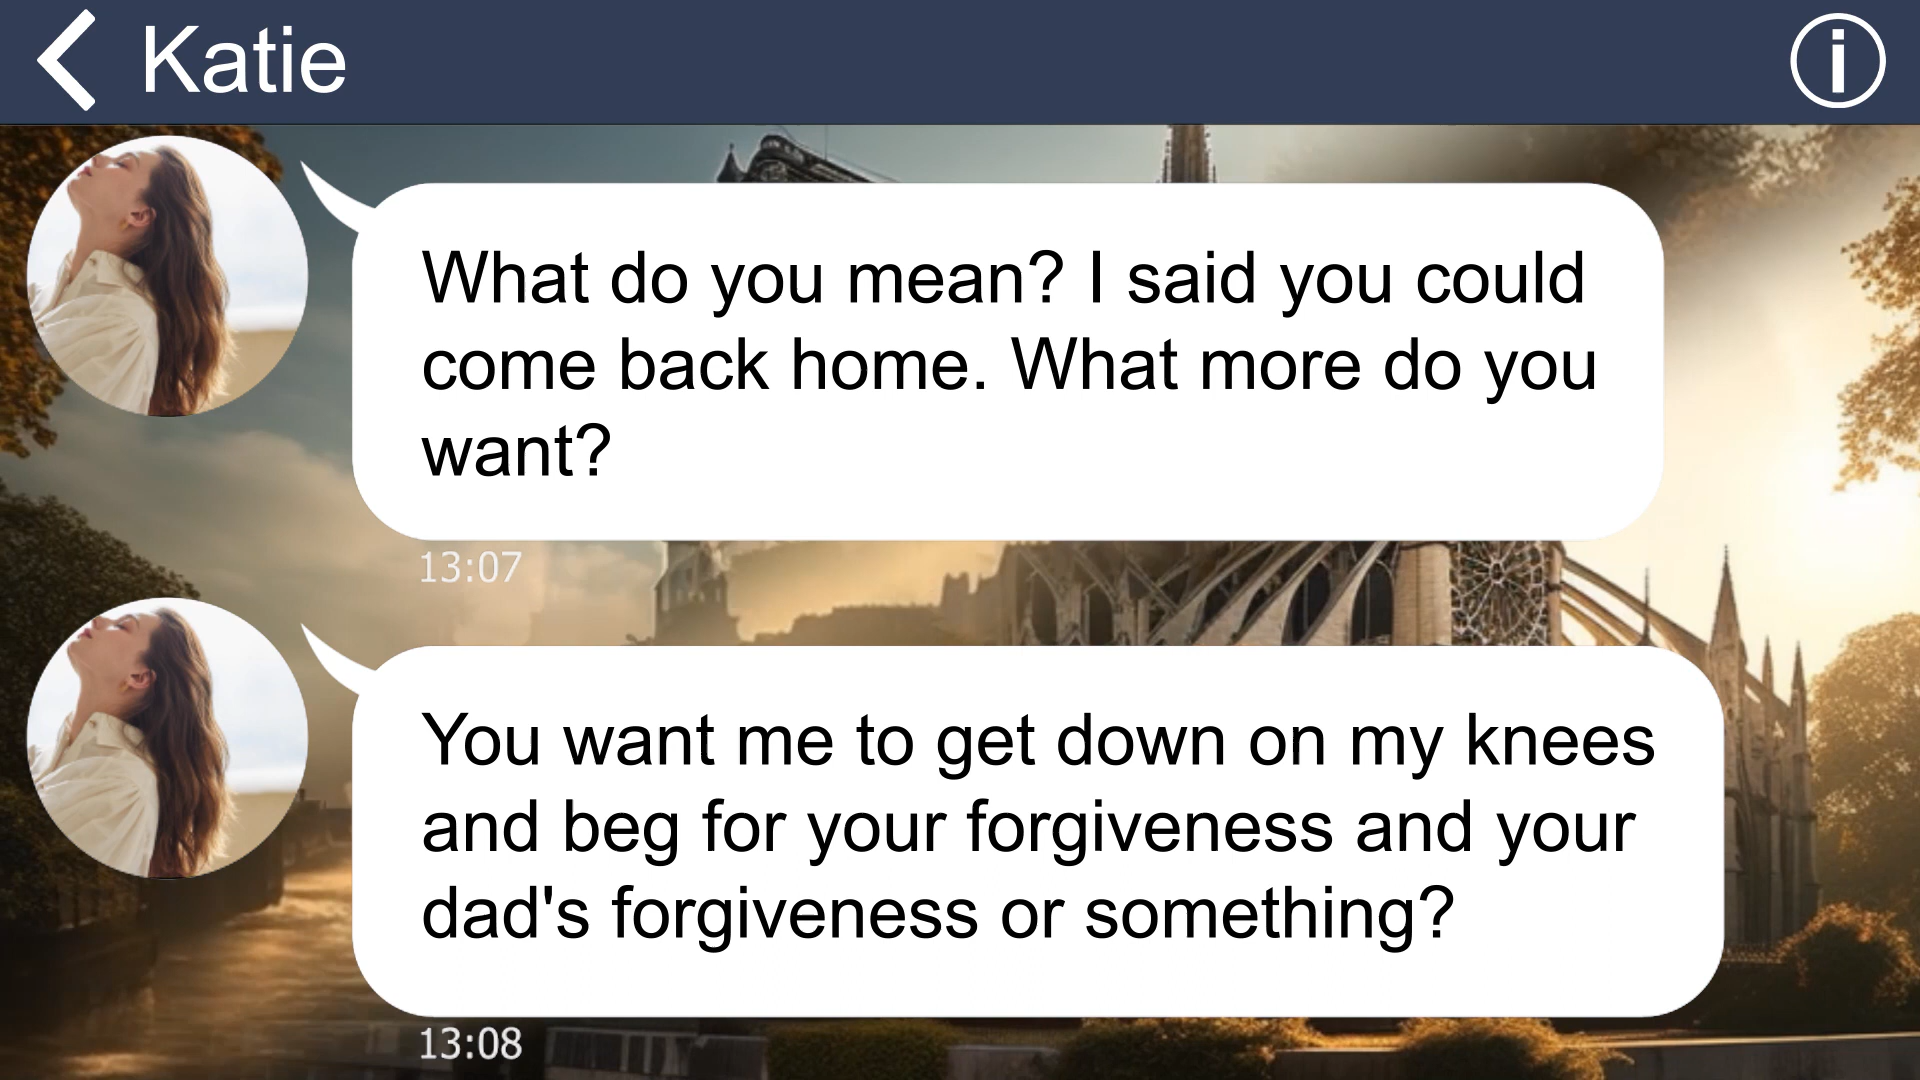 Katie
What do you mean? I said you could
come back home. What more do you
want?
13:07
You want me to get down on my knees
and beg for your forgiveness and your
dad's forgiveness or something?
13:08